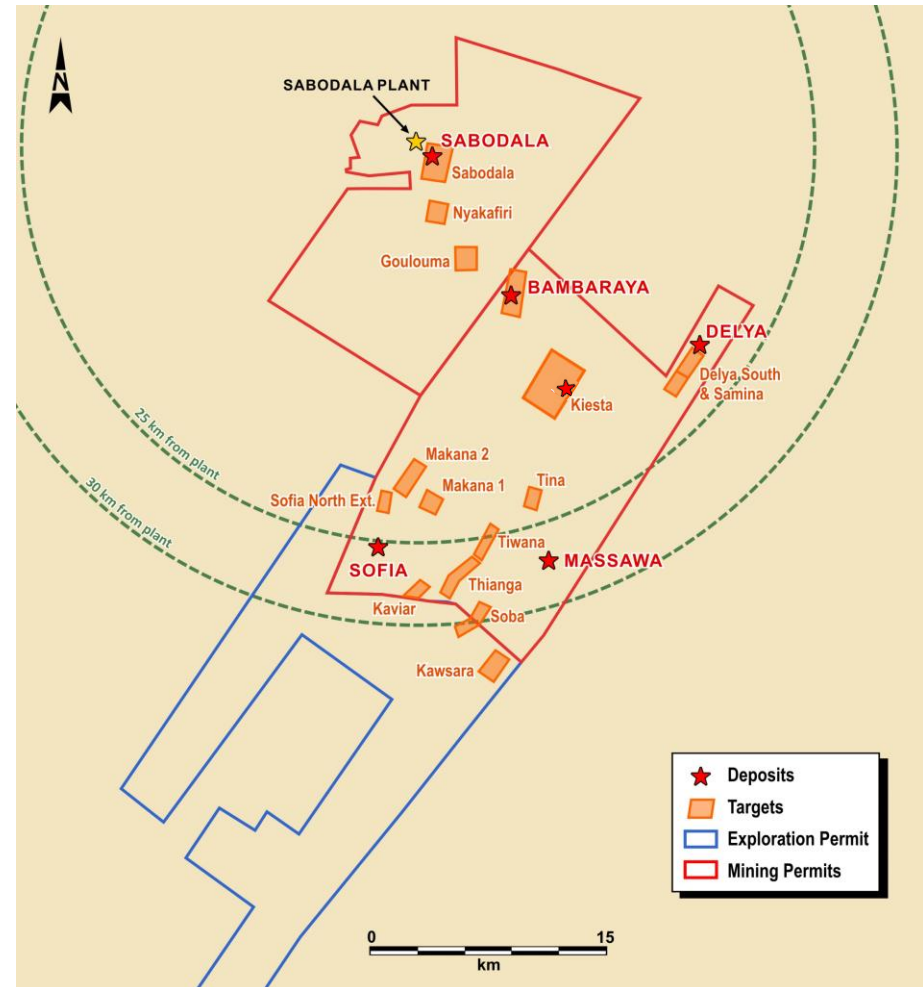 N
SABODALA PLANT
SABODALA
Sabodala
Nyakafiri
Goulouma
BAMBARAYA
DELYA
Delya South
& Samina
Kiesta
25 km from plant
30 km from plant
Makana 2
Makana 1
Tina
Sofia North Ext.
Tiwana
SOFIA
MASSAWA
Thianga
Kaviar
Soba
Kawsara
Deposits
Targets
Exploration Permit
Mining Permits
0
15
km